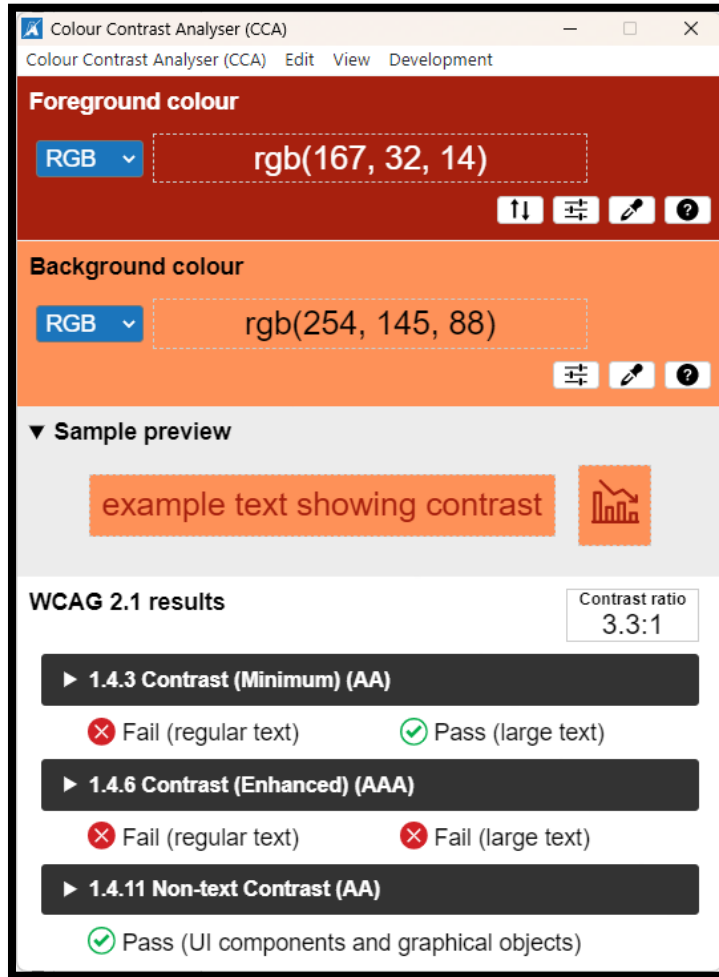 Colour Contrast Analyser (CCA)
Colour Contrast Analyser (CCA) Edit View Development
Foreground colour
RGB rgb(167, 32, 14)
Background colour
RGB rgb(254, 145, 88)
▼ Sample preview
example text showing contrast
WCAG 2.1 results
Contrast ratio
3.3:1
▶ 1.4.3 Contrast (Minimum) (AA)
Fail (regular text) Pass (large text)
▶ 1.4.6 Contrast (Enhanced) (AAA)
Fail (regular text) Fail (large text)
▶ 1.4.11 Non-text Contrast (AA)
Pass (UI components and graphical objects)